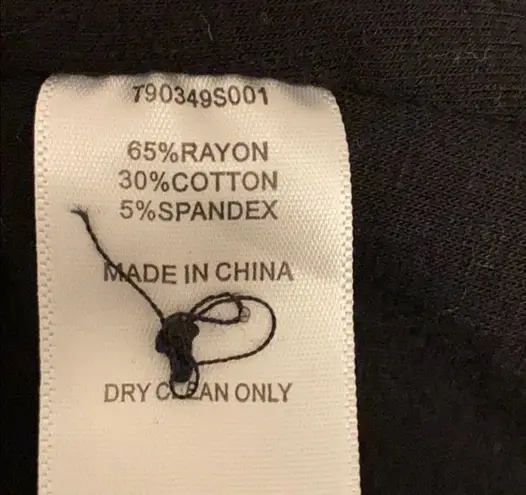 790349S001
65%RAYON
30%COTTON
5%SPANDEX
MADE IN CHINA
DRY CLEAN ONLY